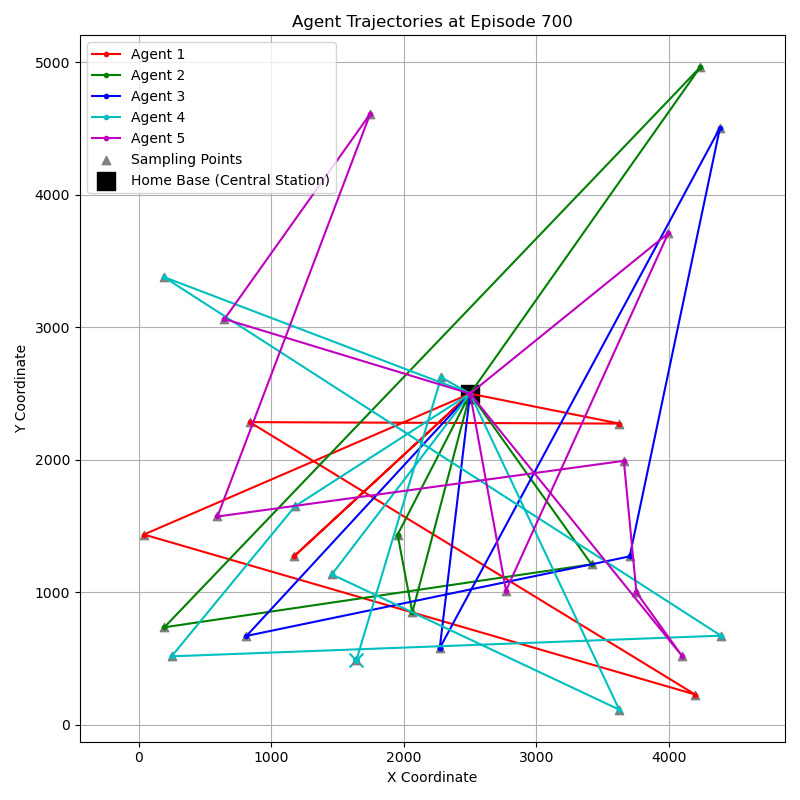 Agent Trajectories at Episode 700
Agent 1
Agent 2
Agent 3
Agent 4
Agent 5
Sampling Points
Home Base (Central Station)
5000
4000
3000
2000
1000
0
Y Coordinate
0 1000 2000 3000 4000
X Coordinate